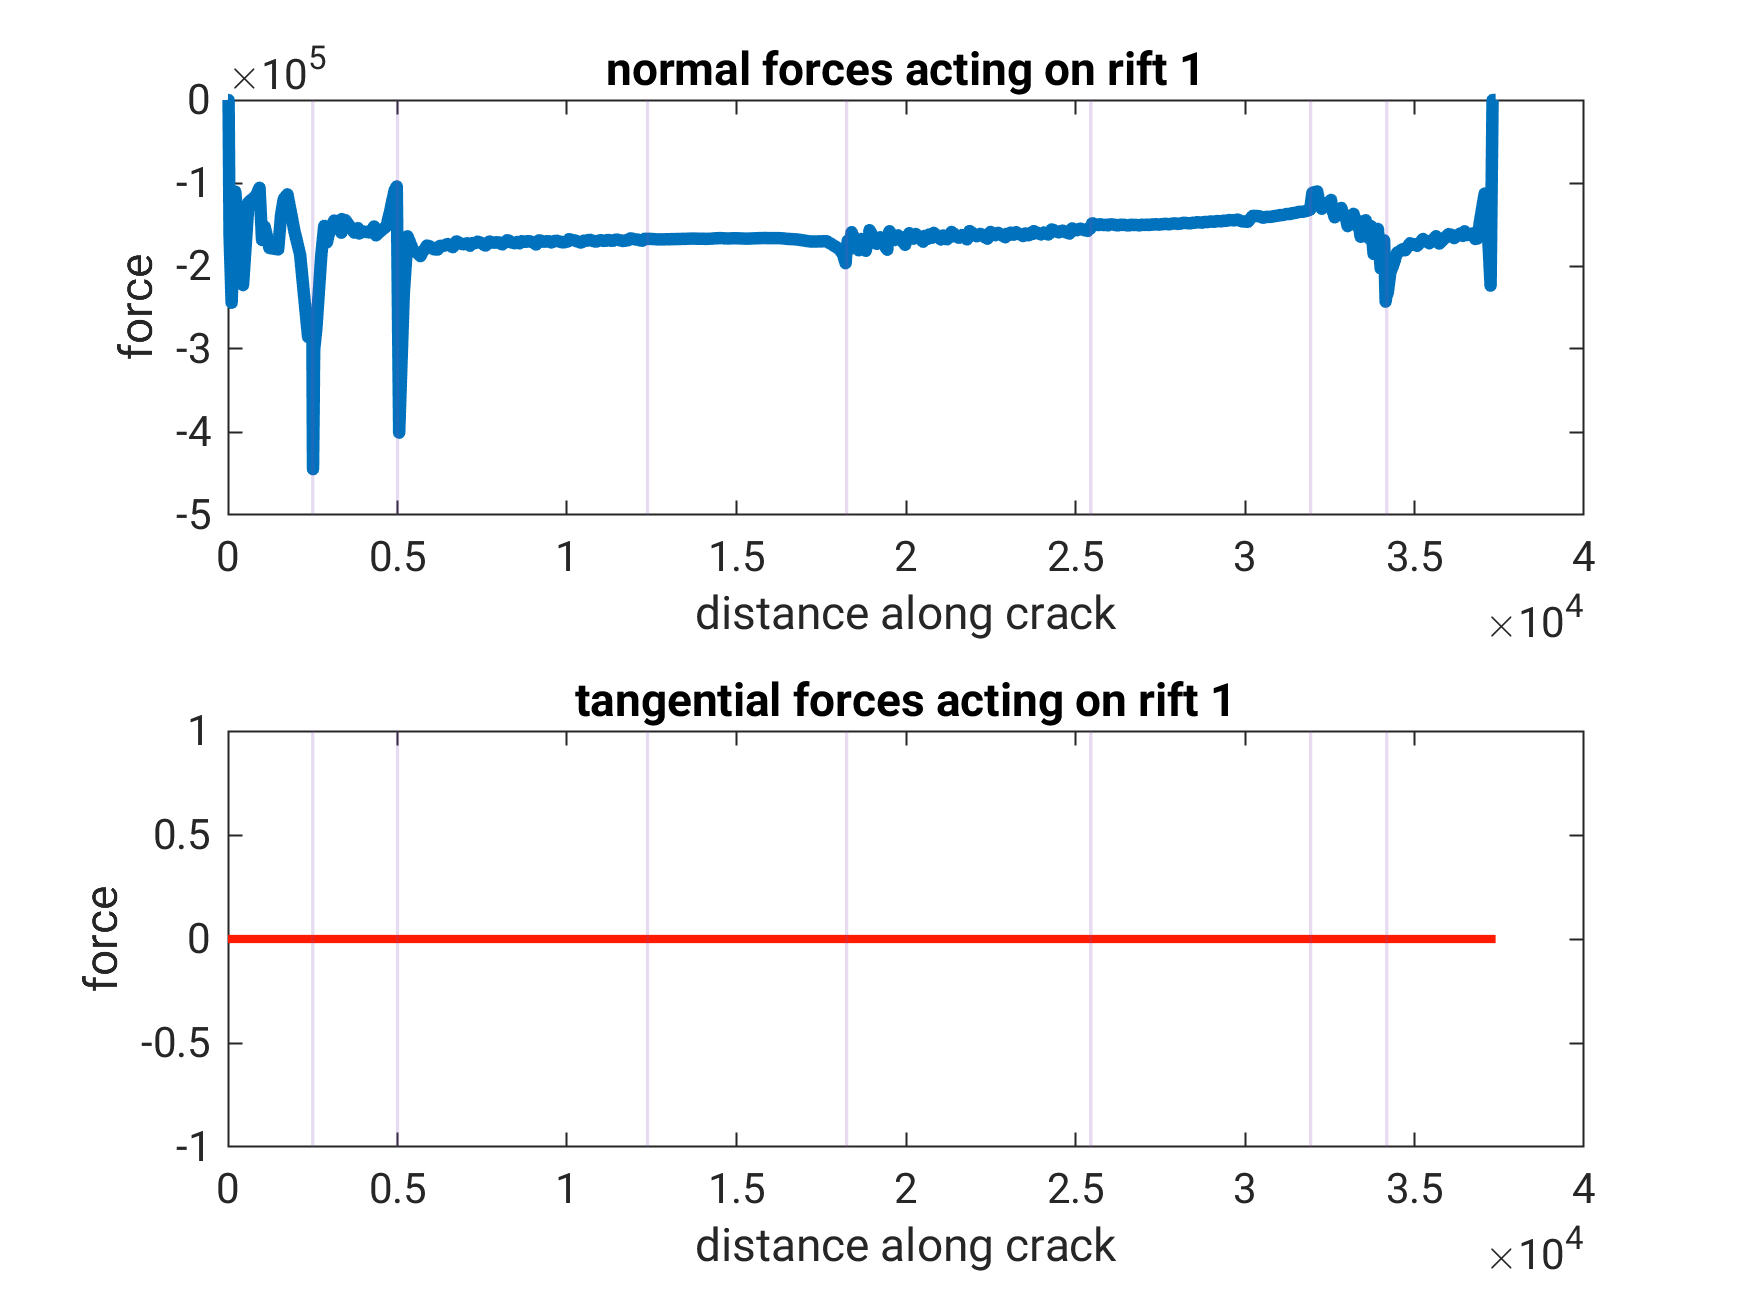 ×10^5
normal forces acting on rift 1
0
-1
-2
-3
-4
-5
force
0 0.5 1 1.5 2 2.5 3 3.5 4
distance along crack
×10^4
tangential forces acting on rift 1
1
0.5
0
-0.5
-1
force
0 0.5 1 1.5 2 2.5 3 3.5 4
distance along crack
×10^4